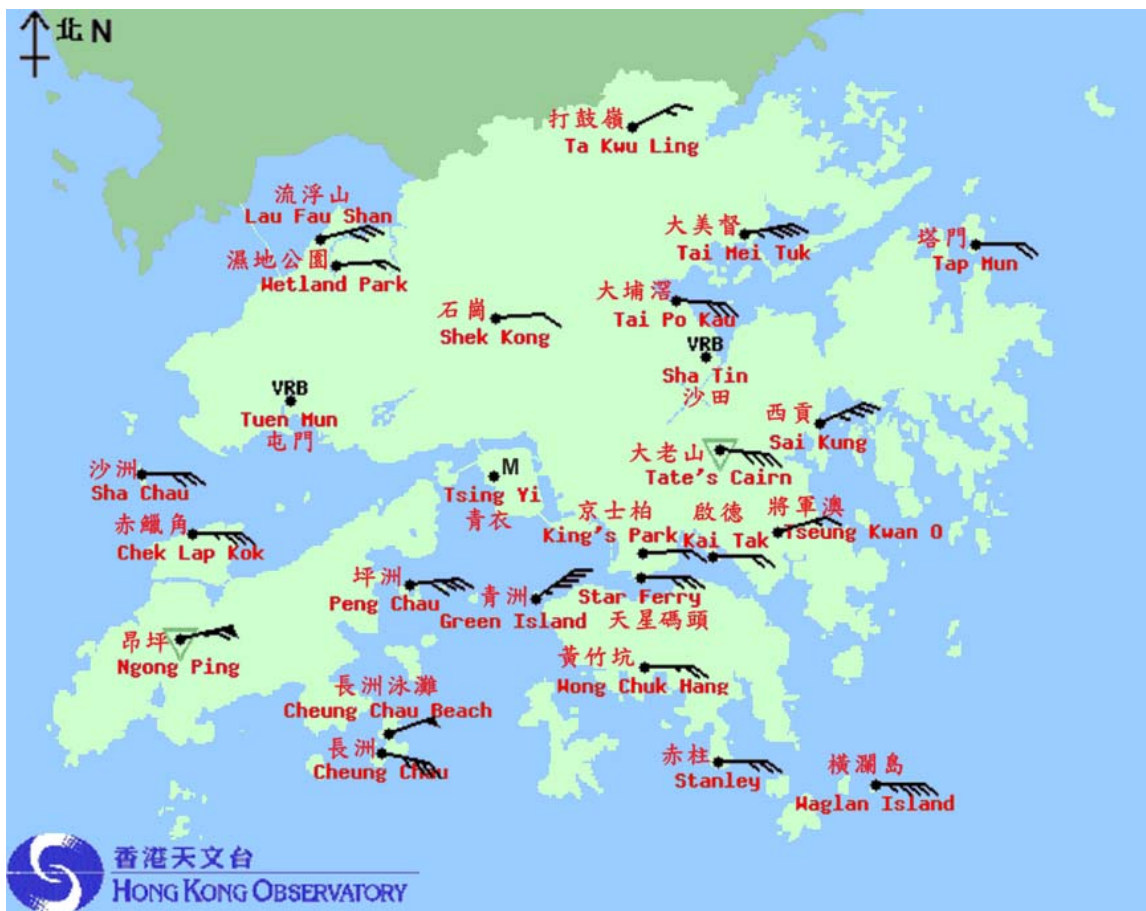 北 N
打鼓嶺
Ta Kwu Ling
流浮山
Lau Fau Shan
大美督
Tai Mei Tuk
塔門
Tap Mun
濕地公園
Wetland Park
大埔滘
Tai Po Kau
石崗
Shek Kong
VRB
Sha Tin
沙田
VRB
Tuen Mun
屯門
西貢
Sai Kung
大老山
Tate's Cairn
沙洲
Sha Chau
M
Tsing Yi
青衣
赤鱲角
Chek Lap Kok
京士柏
King's Park
啟德
Kai Tak
將軍澳
Tseung Kwan O
坪洲
Peng Chau
青洲
Green Island
Star Ferry
天星碼頭
昂坪
Ngong Ping
黃竹坑
Wong Chuk Hang
長洲泳灘
Cheung Chau Beach
長洲
Cheung Chau
赤柱
Stanley
橫瀾島
Waglan Island
香港天文台
HONG KONG OBSERVATORY